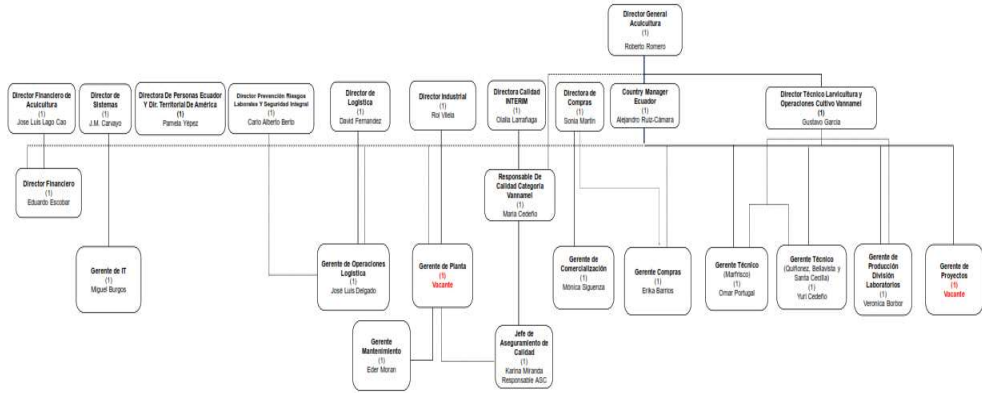 Director General
Acuicultura
(1)
Roberto Romero
Director Financiero de
Acuicultura
(1)
Jose Luis Lago Cao
Director de
Sistemas
(1)
J.M. Carvayo
Directora De Personas Ecuador
Y Dir. Territorial De América
(1)
Pamela Yépez
Director Prevención Riesgos
Laborales Y Seguridad Integral
(1)
Carlo Alberto Berto
Director de
Logística
(1)
David Fernandez
Director Industrial
(1)
Roi Vilela
Directora Calidad
INTERIM
(1)
Olalla Larrañaga
Directora de
Compras
(1)
Sonia Martin
Country Manager
Ecuador
(1)
Alejandro Ruiz-Cámara
Director Técnico Larvicultura y
Operaciones Cultivo Vannamei
(1)
Gustavo García
Director Financiero
(1)
Eduardo Escobar
Responsable De
Calidad Categoría
Vannamei
(1)
María Cedeño
Gerente de IT
(1)
Miguel Burgos
Gerente de Operaciones
Logística
(1)
José Luis Delgado
Gerente de Planta
(1)
Vacante
Gerente de
Comercialización
(1)
Mónica Siguenza
Gerente Compras
(1)
Erika Barrios
Gerente Técnico
(Marfrisco)
(1)
Omar Portugal
Gerente Técnico
(Quiñonez, Bellavista y
Santa Cecilia)
(1)
Yuri Cedeño
Gerente de
Producción
División
Laboratorios
(1)
Veronica Borbor
Gerente de
Proyectos
(1)
Vacante
Gerente
Mantenimiento
(1)
Eder Moran
Jefe de
Aseguramiento de
Calidad
(1)
Karina Miranda
Responsable ASC